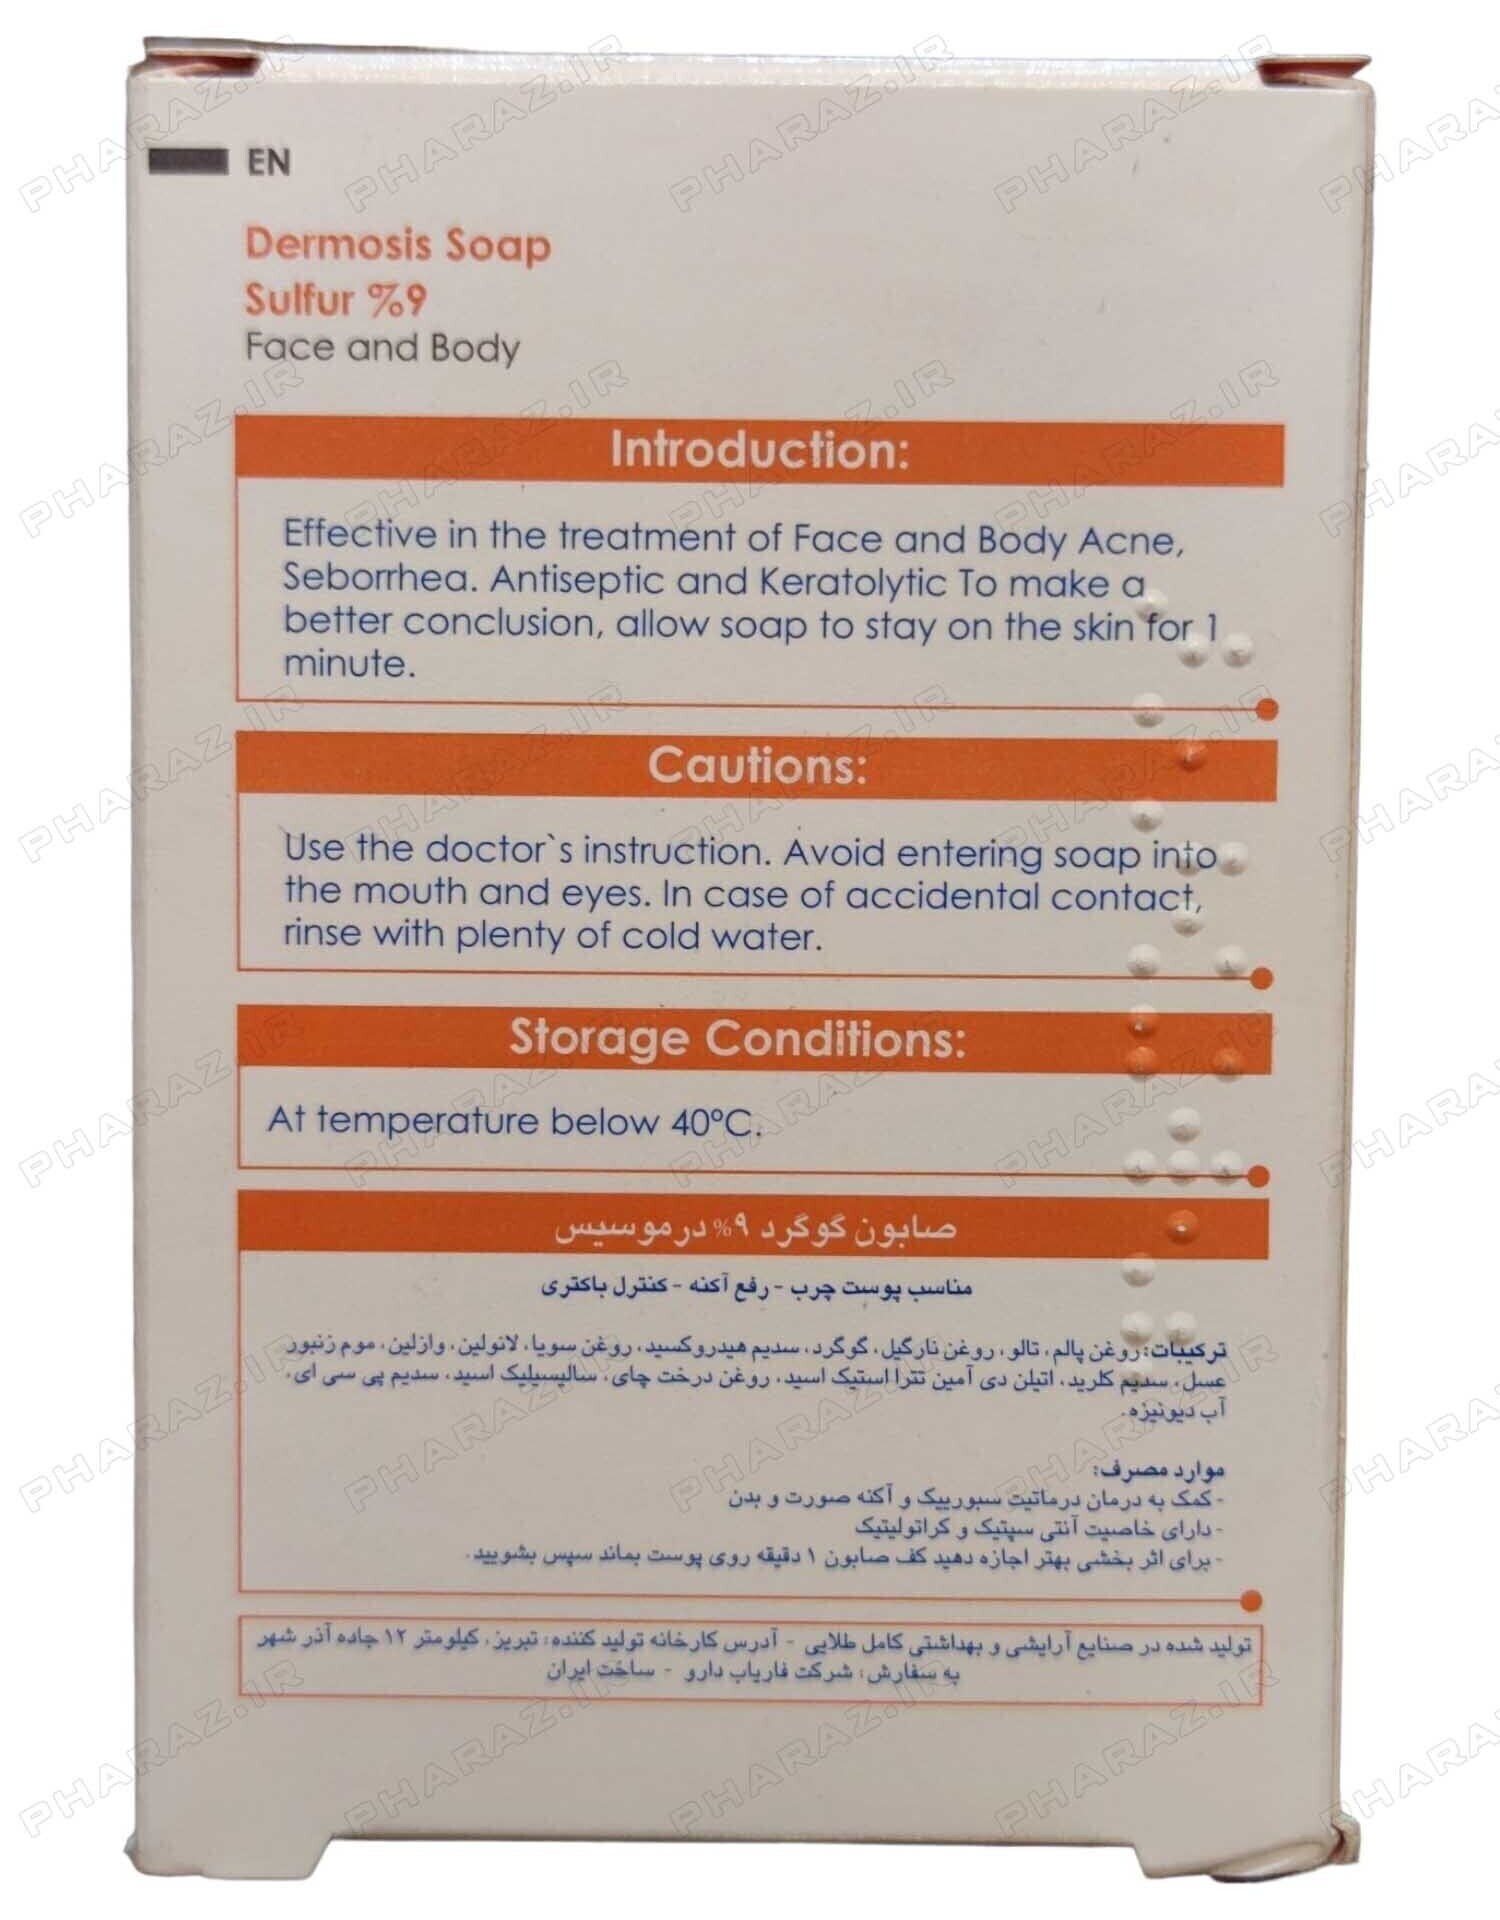 EN
Dermosis Soap
Sulfur %9
Face and Body
Introduction:
Effective in the treatment of Face and Body Acne,
Seborrhea. Antiseptic and Keratolytic To make a
better conclusion, allow soap to stay on the skin for 1
minute.
Cautions:
Use the doctor`s instruction. Avoid entering soap into
the mouth and eyes. In case of accidental contact,
rinse with plenty of cold water.
Storage Conditions:
At temperature below 40°C.
صابون گوگرد ۹% درموسیس
مناسب پوست چرب - رفع آکنه - کنترل باکتری
ترکیبات: روغن پالم، تالو، روغن نارگیل، گوگرد، سدیم هیدروکسید، روغن سویا، لانولین، وازلین، موم زنبور
عسل، سدیم کلرید، اتیلن دی آمین تترا استیک اسید، روغن درخت چای، سالیسیلیک اسید، سدیم پی سی ای،
آب دیونیزه.
موارد مصرف:
- کمک به درمان درماتیت سبورییک و آکنه صورت و بدن
- دارای خاصیت آنتی سپتیک و کراتولیتیک
- برای اثر بخشی بهتر اجازه دهید کف صابون ۱ دقیقه روی پوست بماند سپس بشویید.
تولید شده در صنایع آرایشی و بهداشتی کامل طلایی - آدرس کارخانه تولید کننده: تبریز، کیلومتر ۱۲ جاده آذر شهر
به سفارش: شرکت فاریاب دارو - ساخت ایران
PHARAZ.IR